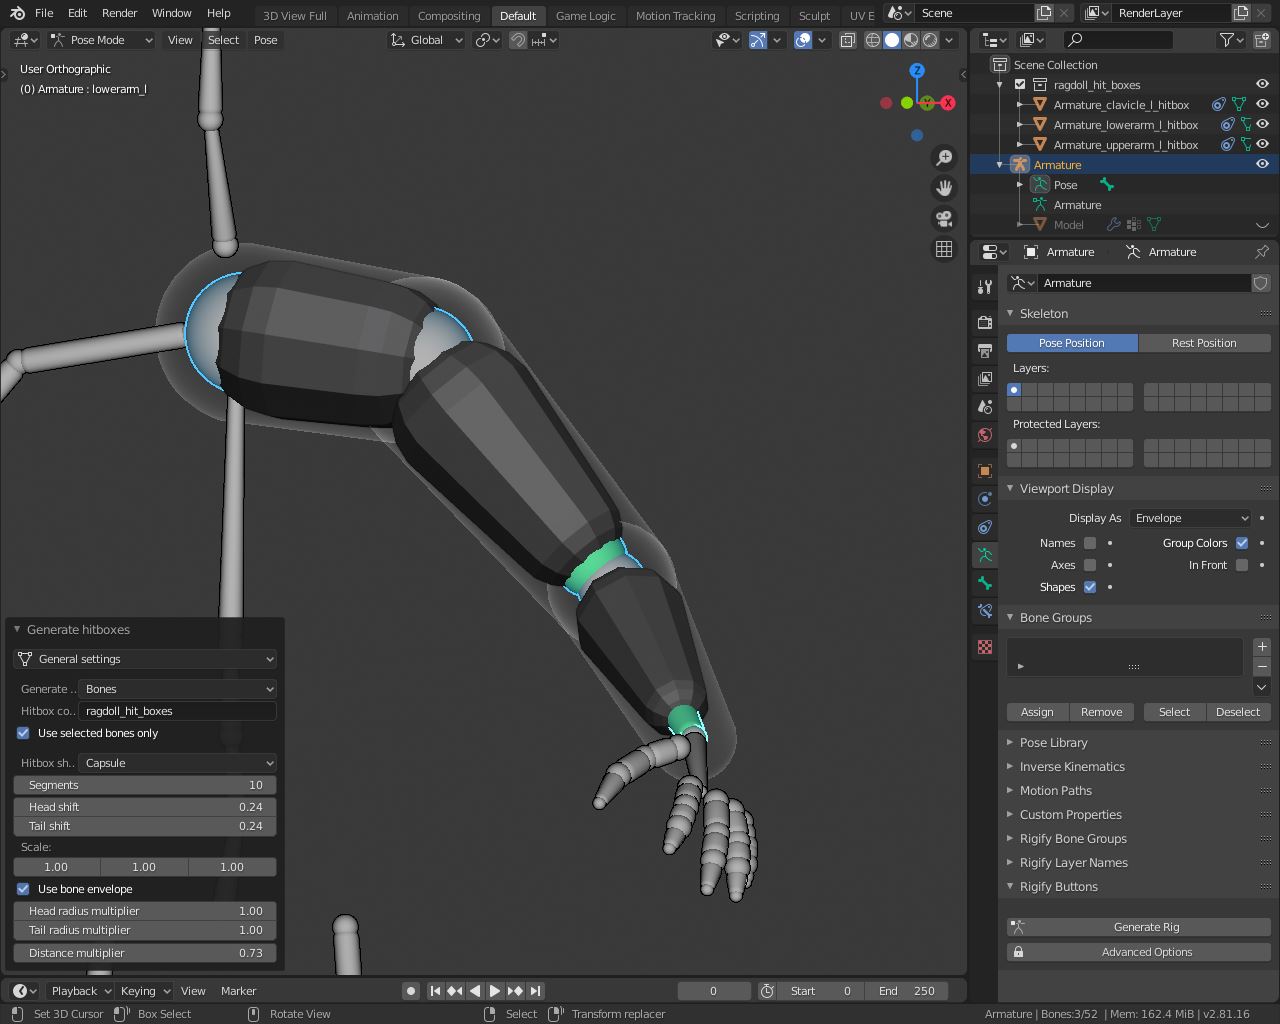 File Edit Render Window Help
3D View Full Animation Compositing Default Game Logic Motion Tracking Scripting Sculpt UV E
Scene
RenderLayer
Pose Mode View Select Pose
Global
User Orthographic
(0) Armature : lowerarm_l
Z
Y
X
Scene Collection
ragdoll_hit_boxes
Armature_clavicle_l_hitbox
Armature_lowerarm_l_hitbox
Armature_upperarm_l_hitbox
Armature
Pose
Armature
Model
Armature Armature
Armature
Skeleton
Pose Position Rest Position
Layers:
Protected Layers:
Viewport Display
Display As Envelope
Names Group Colors
Axes In Front
Shapes
Bone Groups
Assign Remove Select Deselect
Pose Library
Inverse Kinematics
Motion Paths
Custom Properties
Rigify Bone Groups
Rigify Layer Names
Rigify Buttons
Generate Rig
Advanced Options
Generate hitboxes
General settings
Generate .. Bones
Hitbox co.. ragdoll_hit_boxes
Use selected bones only
Hitbox sh.. Capsule
Segments 10
Head shift 0.24
Tail shift 0.24
Scale:
1.00 1.00 1.00
Use bone envelope
Head radius multiplier 1.00
Tail radius multiplier 1.00
Distance multiplier 0.73
Playback Keying View Marker
0 Start 0 End 250
Set 3D Cursor Box Select Rotate View Select Transform replacer
Armature | Bones:3/52 | Mem: 162.4 MiB | v2.81.16